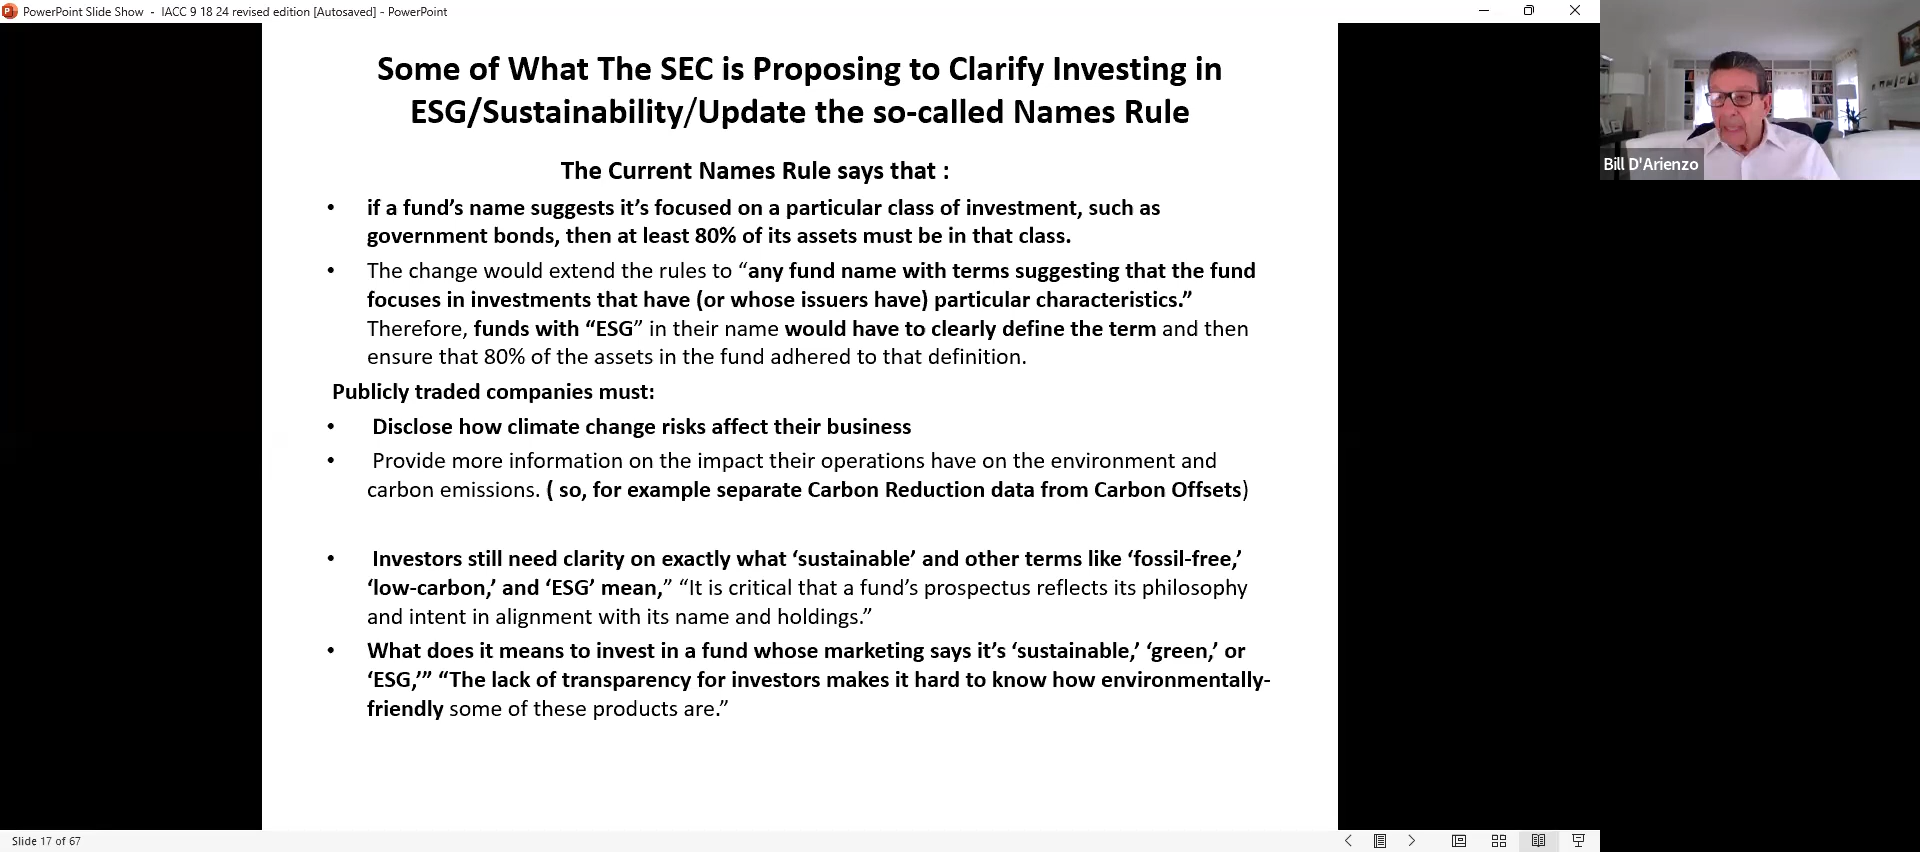 PowerPoint Slide Show - IACC 9 18 24 revised edition [Autosaved] - PowerPoint
Some of What The SEC is Proposing to Clarify Investing in
ESG/Sustainability/Update the so-called Names Rule
The Current Names Rule says that :
• if a fund’s name suggests it’s focused on a particular class of investment, such as
government bonds, then at least 80% of its assets must be in that class.
• The change would extend the rules to “any fund name with terms suggesting that the fund
focuses in investments that have (or whose issuers have) particular characteristics.”
Therefore, funds with “ESG” in their name would have to clearly define the term and then
ensure that 80% of the assets in the fund adhered to that definition.
Publicly traded companies must:
• Disclose how climate change risks affect their business
• Provide more information on the impact their operations have on the environment and
carbon emissions. ( so, for example separate Carbon Reduction data from Carbon Offsets)
• Investors still need clarity on exactly what ‘sustainable’ and other terms like ‘fossil-free,’
‘low-carbon,’ and ‘ESG’ mean,” “It is critical that a fund’s prospectus reflects its philosophy
and intent in alignment with its name and holdings.”
• What does it means to invest in a fund whose marketing says it’s ‘sustainable,’ ‘green,’ or
‘ESG,’” “The lack of transparency for investors makes it hard to know how environmentally-
friendly some of these products are.”
Bill D'Arienzo
Slide 17 of 67